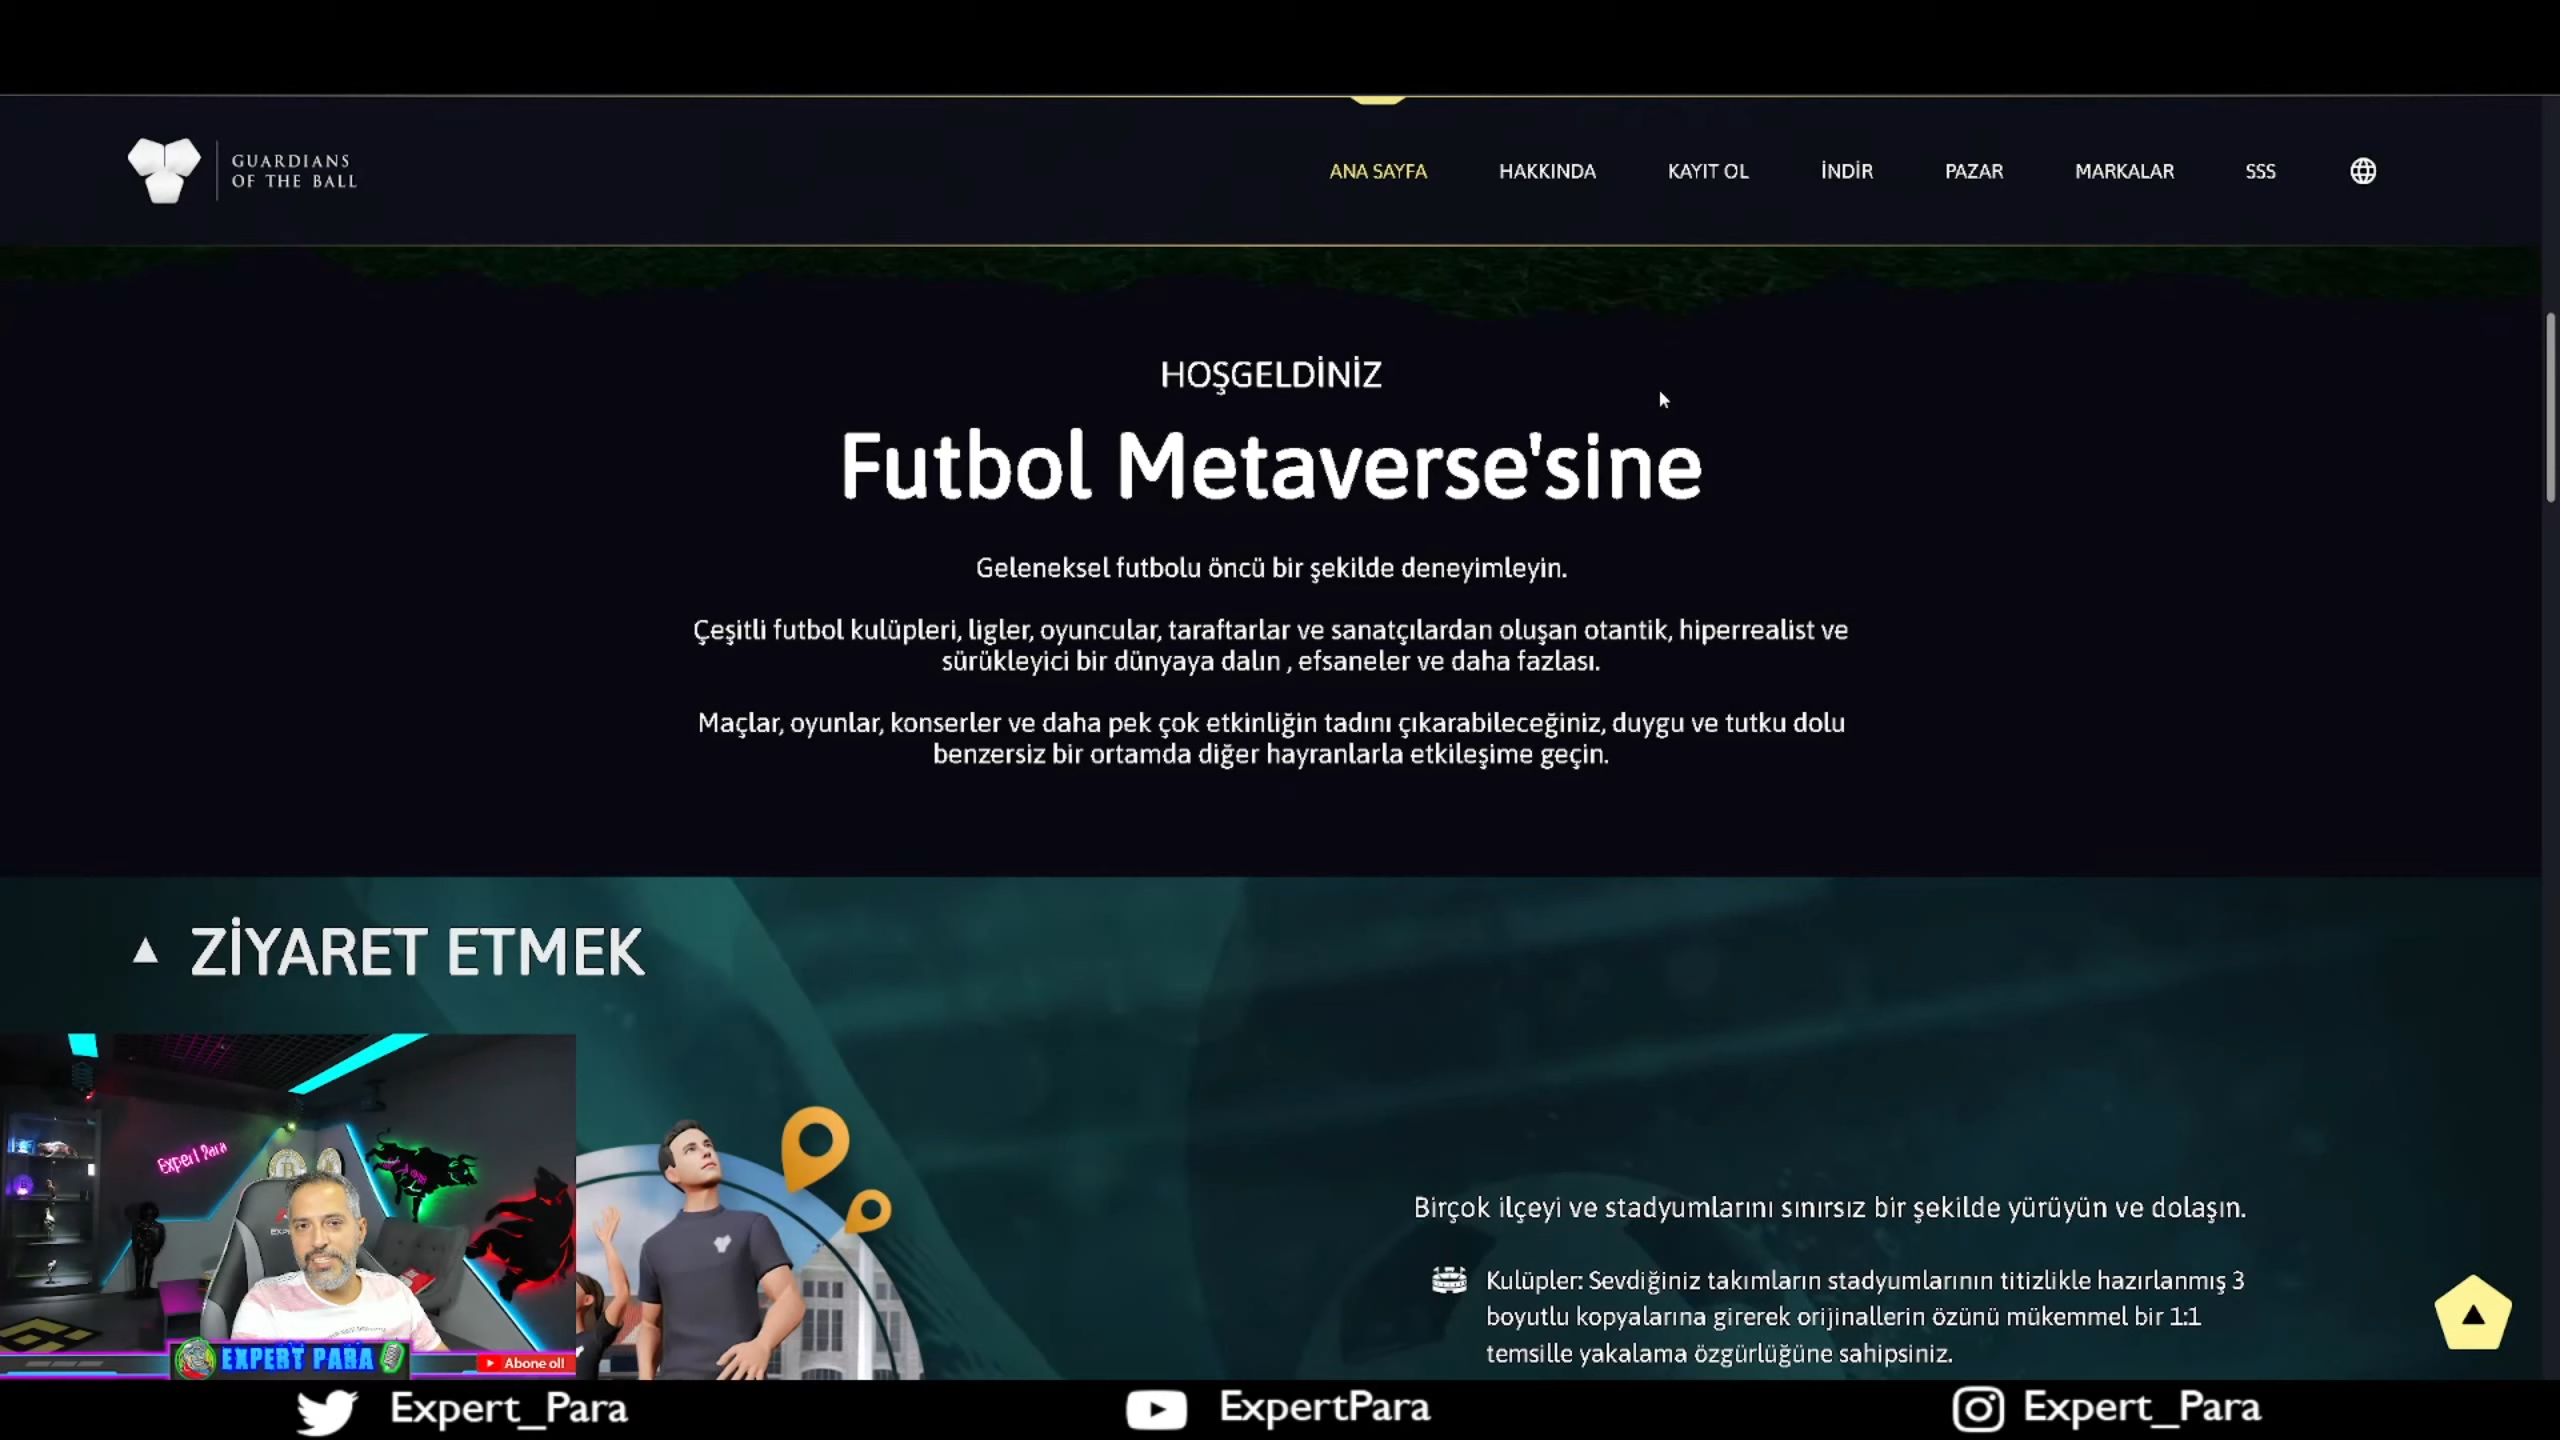 GUARDIANS
OF THE BALL
ANA SAYFA
HAKKINDA
KAYIT OL
İNDİR
PAZAR
MARKALAR
SSS
HOŞGELDİNİZ
Futbol Metaverse'sine
Geleneksel futbolu öncü bir şekilde deneyimleyin.
Çeşitli futbol kulüpleri, ligler, oyuncular, taraftarlar ve sanatçılardan oluşan otantik, hiperrealist ve
sürükleyici bir dünyaya dalın , efsaneler ve daha fazlası.
Maçlar, oyunlar, konserler ve daha pek çok etkinliğin tadını çıkarabileceğiniz, duygu ve tutku dolu
benzersiz bir ortamda diğer hayranlarla etkileşime geçin.
▲ ZİYARET ETMEK
Birçok ilçeyi ve stadyumlarını sınırsız bir şekilde yürüyün ve dolaşın.
Kulüpler: Sevdiğiniz takımların stadyumlarının titizlikle hazırlanmış 3
boyutlu kopyalarına girerek orijinallerin özünü mükemmel bir 1:1
temsille yakalama özgürlüğüne sahipsiniz.
Expert Para
EXPERT PARA
Abone ol!
Expert_Para
ExpertPara
Expert_Para